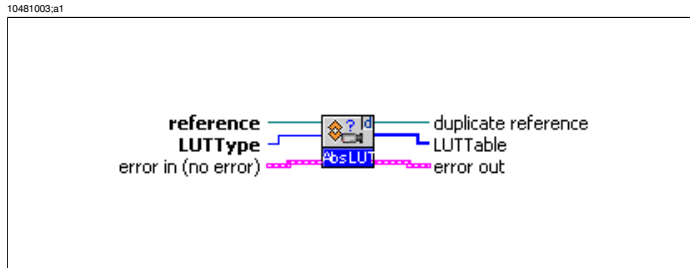 10481003;a1
reference duplicate reference
LUTType LUTTable
error in (no error) error out
? d
AbsLUT